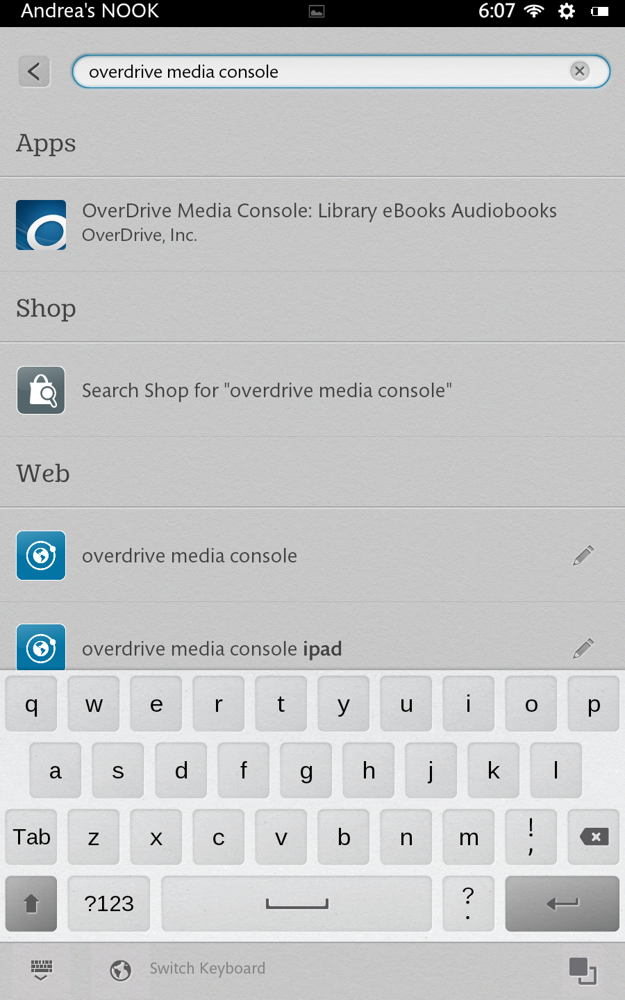 Andrea's NOOK 6:07
overdrive media console
Apps
OverDrive Media Console: Library eBooks Audiobooks
OverDrive, Inc.
Shop
Search Shop for "overdrive media console"
Web
overdrive media console
overdrive media console ipad
q w e r t y u i o p
a s d f g h j k l
Tab z x c v b n m ! ,
?123 ? .
Switch Keyboard